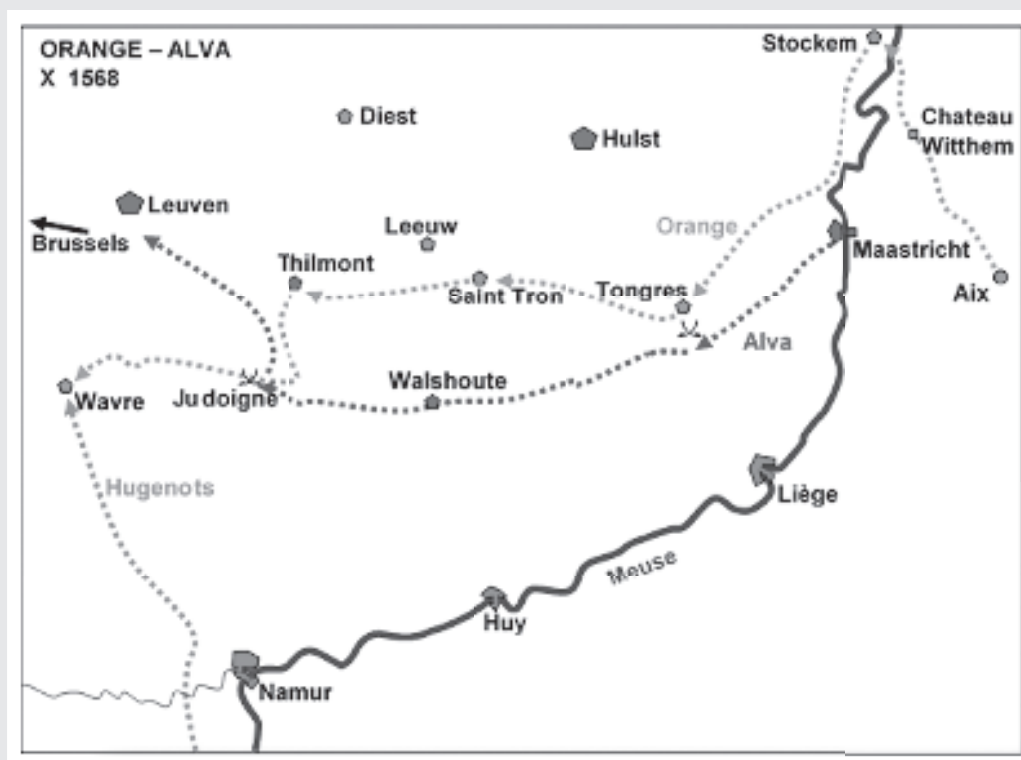 ORANGE – ALVA
X 1568
Stockem
Diest
Chateau
Witthem
Hulst
Leuven
Orange
Leeuw
Brussels
Maastricht
Thilmont
Saint Tron
Tongres
Aix
Alva
Walshoute
Judoigne
Wavre
Hugenots
Liège
Meuse
Huy
Namur